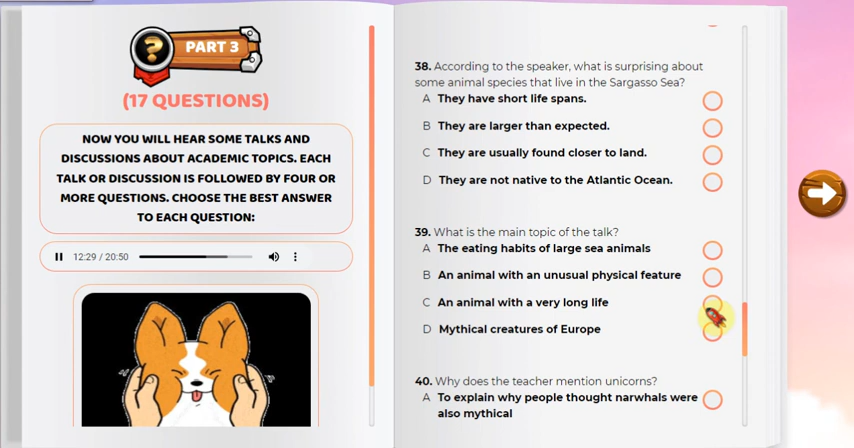 PART 3
(17 QUESTIONS)
NOW YOU WILL HEAR SOME TALKS AND
DISCUSSIONS ABOUT ACADEMIC TOPICS. EACH
TALK OR DISCUSSION IS FOLLOWED BY FOUR OR
MORE QUESTIONS. CHOOSE THE BEST ANSWER
TO EACH QUESTION:
12:29 / 20:50
38. According to the speaker, what is surprising about
some animal species that live in the Sargasso Sea?
A They have short life spans.
B They are larger than expected.
C They are usually found closer to land.
D They are not native to the Atlantic Ocean.
39. What is the main topic of the talk?
A The eating habits of large sea animals
B An animal with an unusual physical feature
C An animal with a very long life
D Mythical creatures of Europe
40. Why does the teacher mention unicorns?
A To explain why people thought narwhals were
also mythical